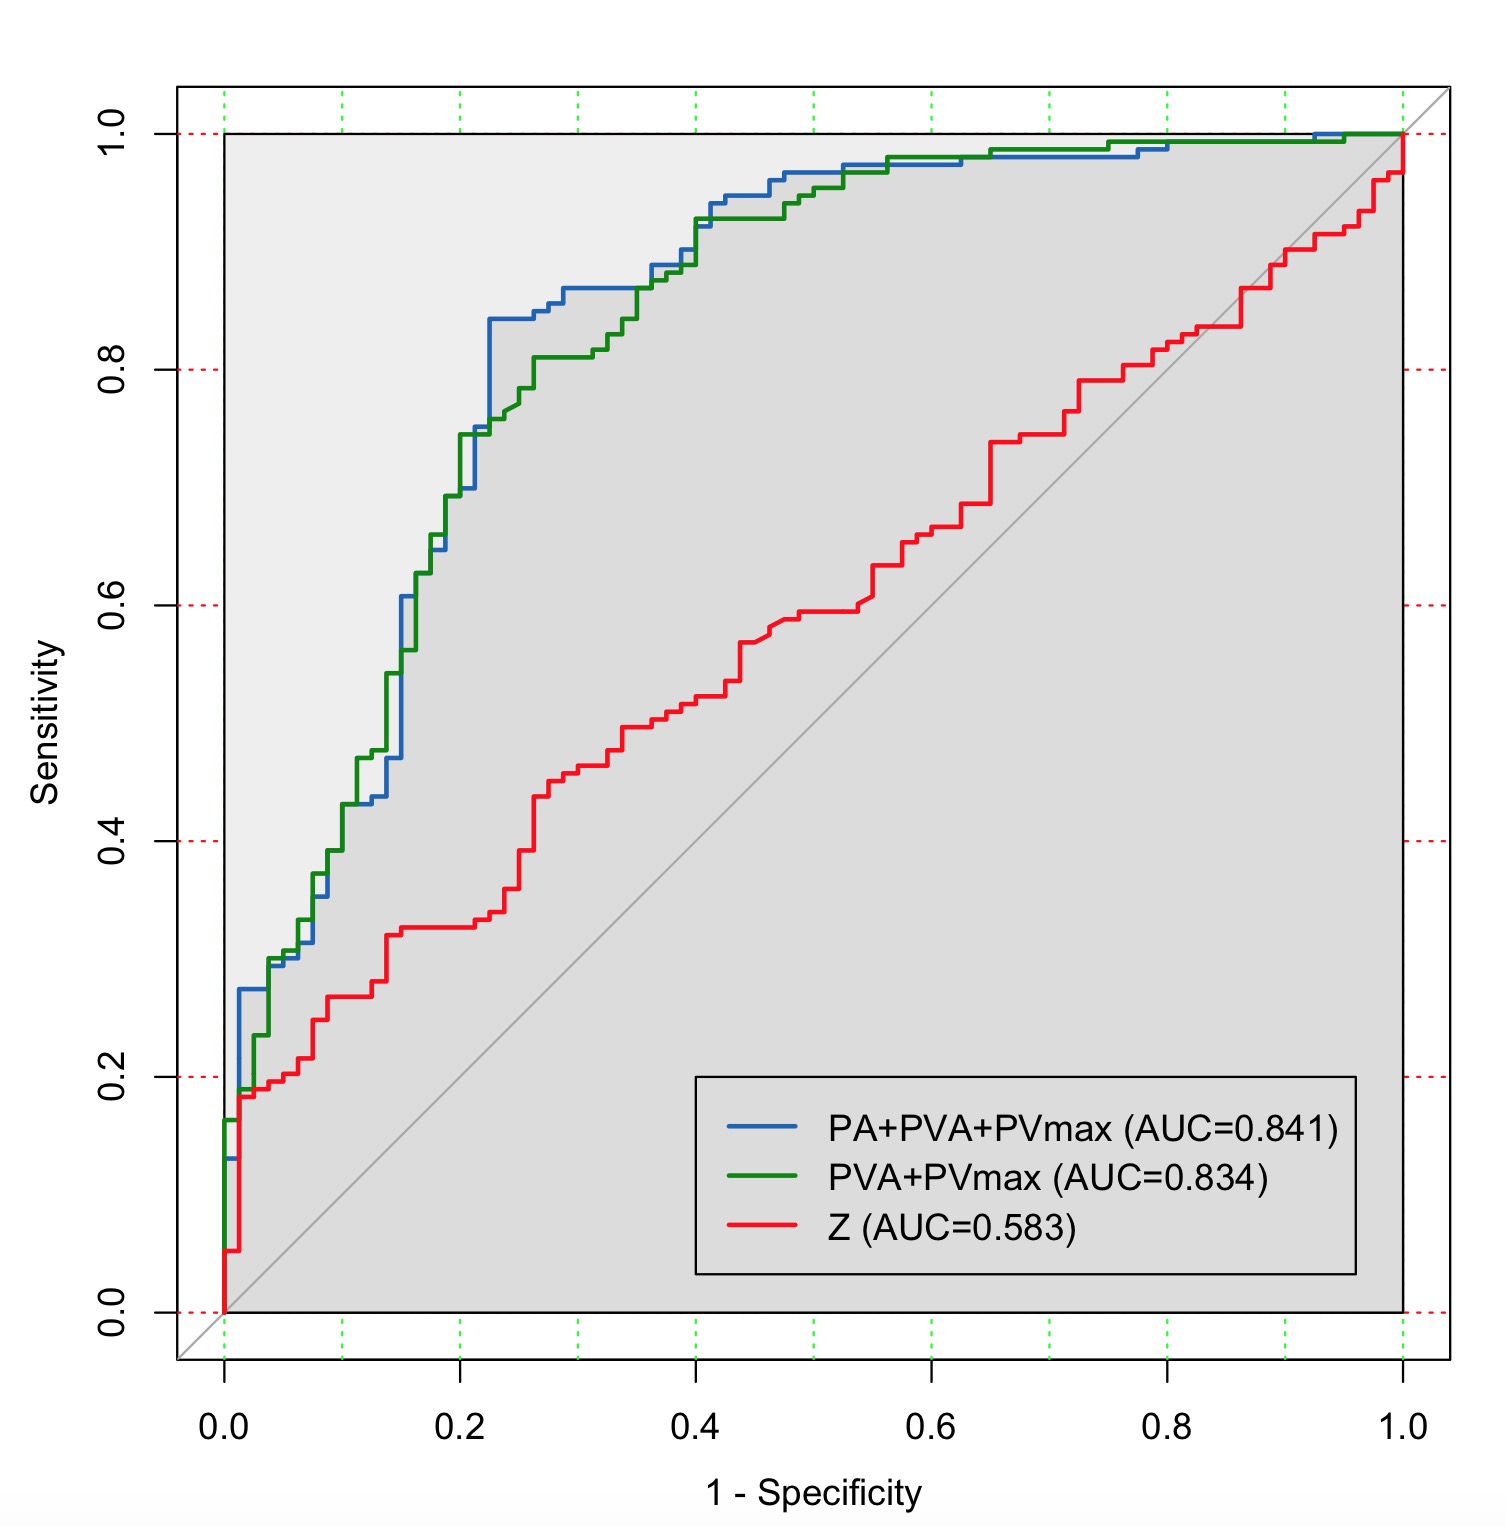 1.0
0.8
0.6
0.4
0.2
0.0
Sensitivity
PA+PVA+PVmax (AUC=0.841)
PVA+PVmax (AUC=0.834)
Z (AUC=0.583)
0.0 0.2 0.4 0.6 0.8 1.0
1 - Specificity